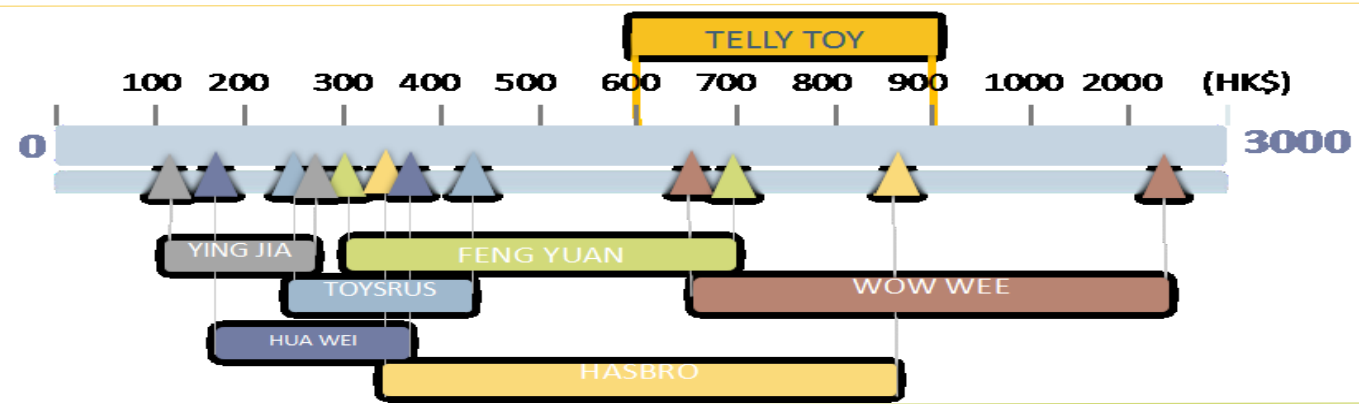 TELLY TOY
100 200 300 400 500 600 700 800 900 1000 2000 (HK$)
0 3000
YING JIA FENG YUAN
TOYSRUS WOW WEE
HUA WEI
HASBRO